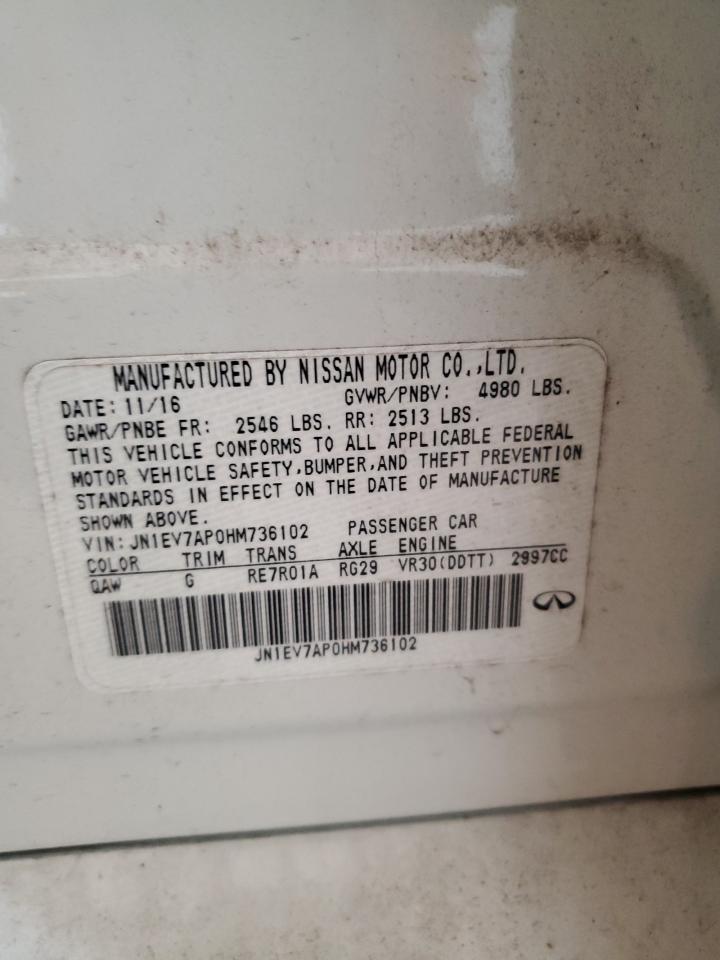 MANUFACTURED BY NISSAN MOTOR CO.,LTD.
DATE: 11/16 GVWR/PNBV: 4980 LBS.
GAWR/PNBE FR: 2546 LBS. RR: 2513 LBS.
THIS VEHICLE CONFORMS TO ALL APPLICABLE FEDERAL
MOTOR VEHICLE SAFETY,BUMPER,AND THEFT PREVENTION
STANDARDS IN EFFECT ON THE DATE OF MANUFACTURE
SHOWN ABOVE.
VIN: JN1EV7AP0HM736102 PASSENGER CAR
COLOR TRIM TRANS AXLE ENGINE
QAW G RE7R01A RG29 VR30(DDTT) 2997CC
JN1EV7AP0HM736102